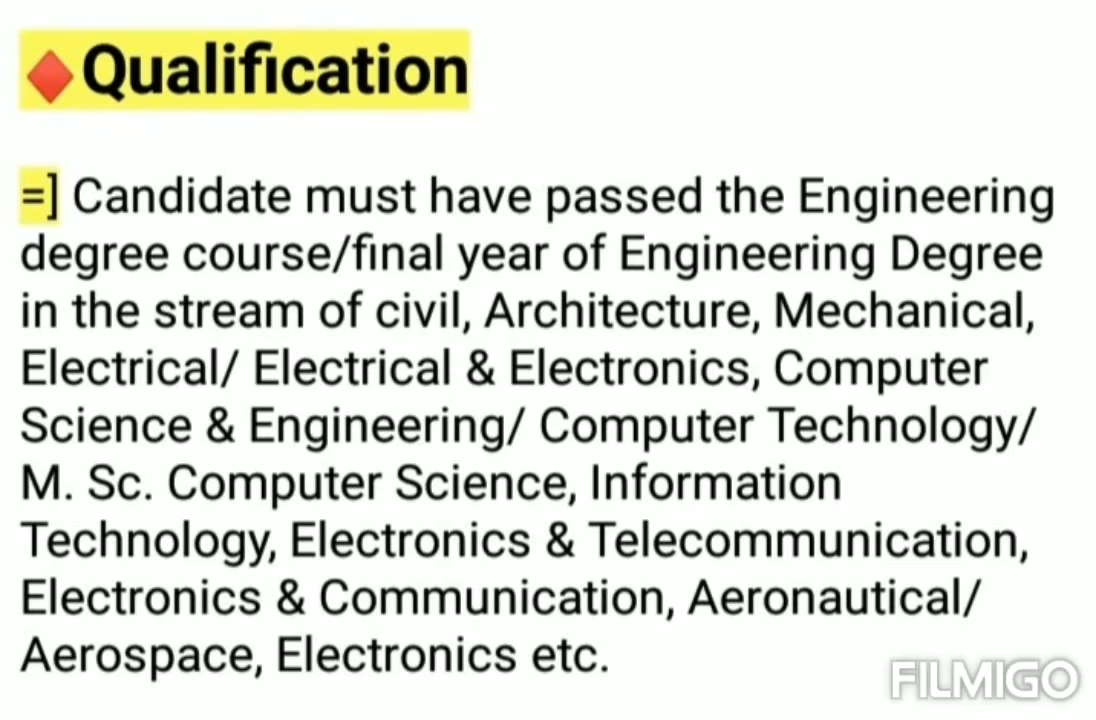 Qualification
=] Candidate must have passed the Engineering
degree course/final year of Engineering Degree
in the stream of civil, Architecture, Mechanical,
Electrical/ Electrical & Electronics, Computer
Science & Engineering/ Computer Technology/
M. Sc. Computer Science, Information
Technology, Electronics & Telecommunication,
Electronics & Communication, Aeronautical/
Aerospace, Electronics etc.
FILMIGO